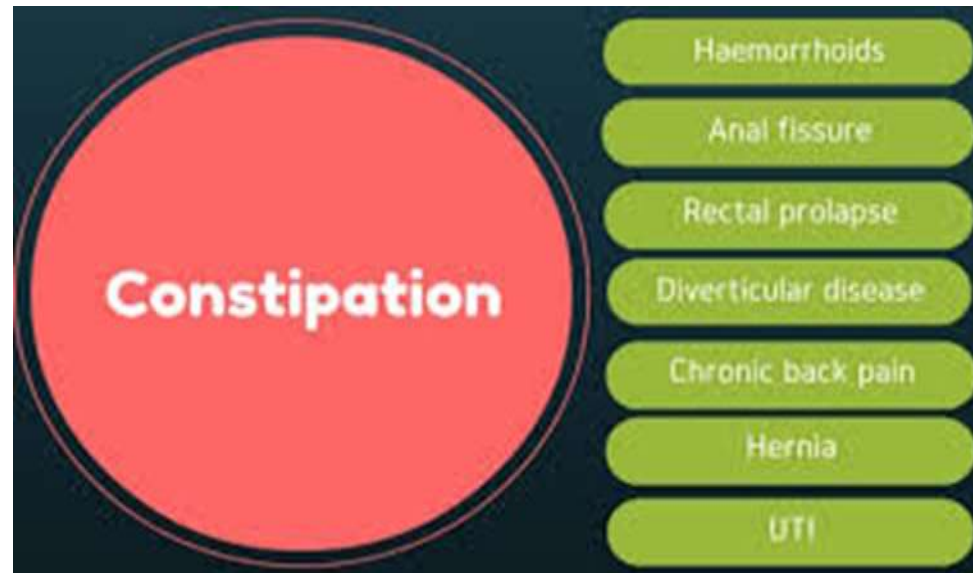 Constipation
Haemorrhoids
Anal fissure
Rectal prolapse
Diverticular disease
Chronic back pain
Hernia
UTI